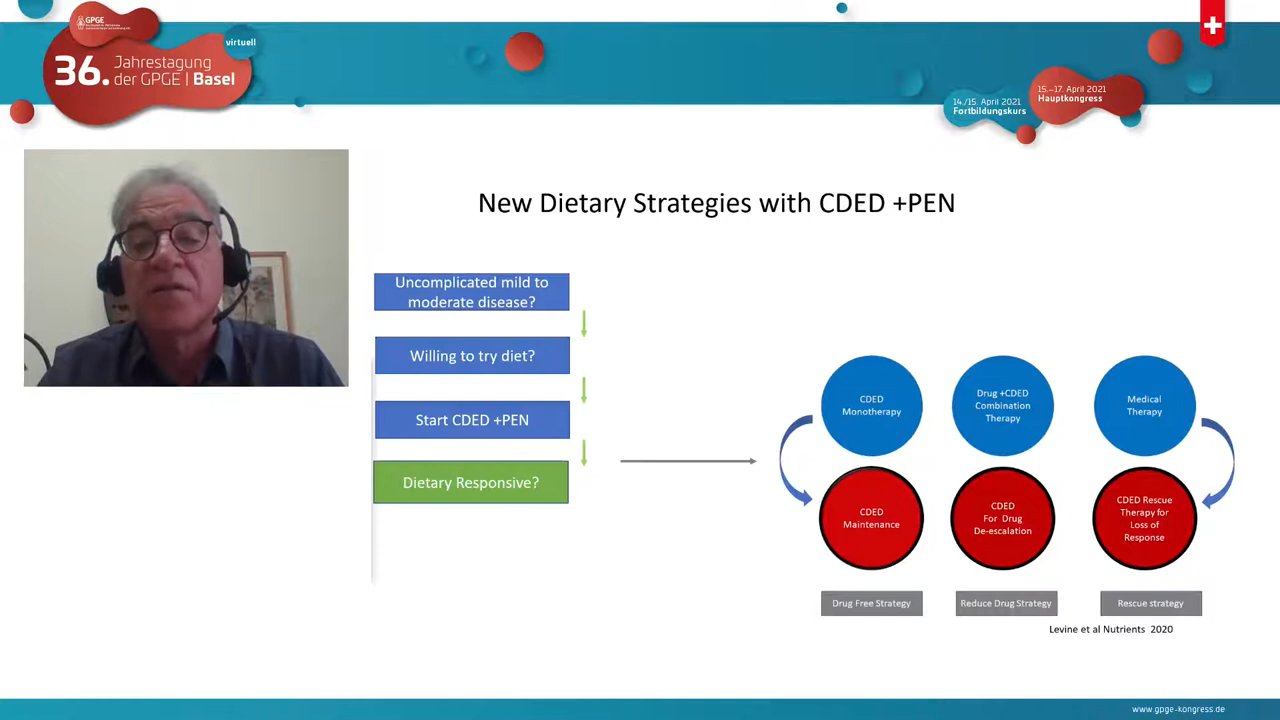 GPGE
36.
Jahrestagung
der GPGE | Basel
virtuell
14./15. April 2021
Fortbildungskurs
15.–17. April 2021
Hauptkongress
New Dietary Strategies with CDED +PEN
Uncomplicated mild to
moderate disease?
Willing to try diet?
Start CDED +PEN
Dietary Responsive?
CDED
Monotherapy
Drug +CDED
Combination
Therapy
Medical
Therapy
CDED
Maintenance
CDED
For Drug
De-escalation
CDED Rescue
Therapy for
Loss of
Response
Drug Free Strategy
Reduce Drug Strategy
Rescue strategy
Levine et al Nutrients 2020
www.gpge-kongress.de